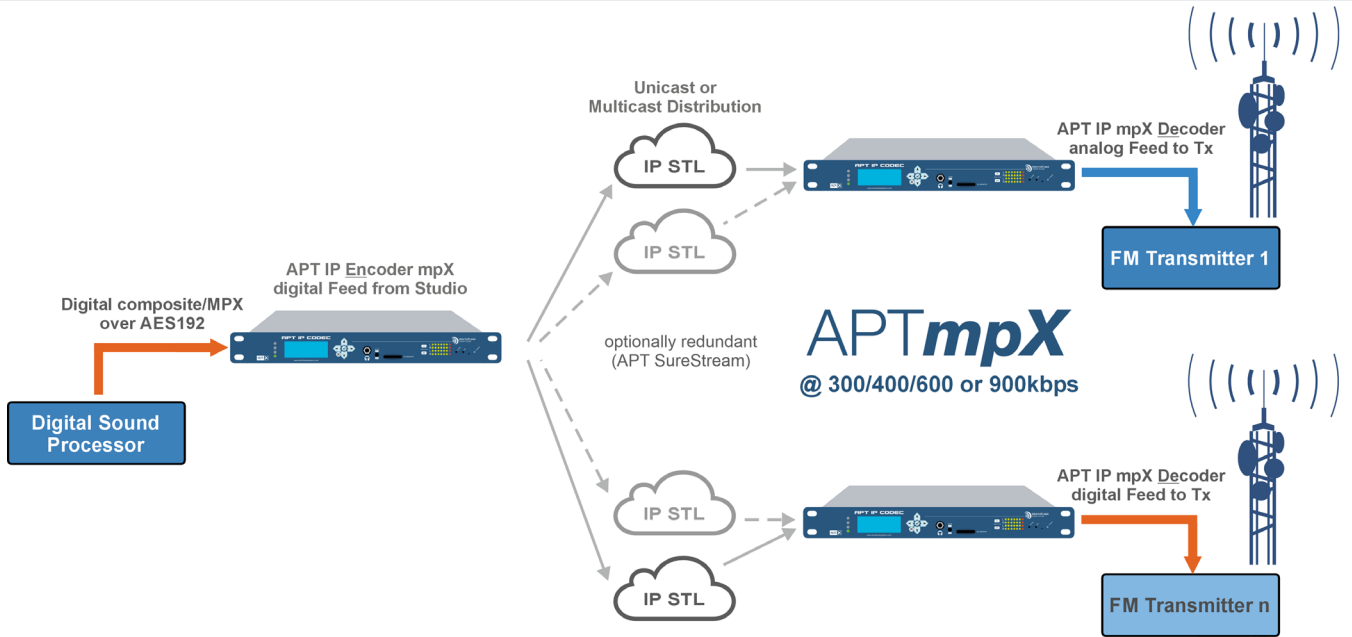 Unicast or
Multicast Distribution
IP STL
APT IP CODEC
APT IP mpX Decoder
analog Feed to Tx
IP STL
FM Transmitter 1
APT IP Encoder mpX
digital Feed from Studio
Digital composite/MPX
over AES192
APT IP CODEC
optionally redundant
(APT SureStream)
APTmpX
@ 300/400/600 or 900kbps
Digital Sound
Processor
IP STL
APT IP CODEC
APT IP mpX Decoder
digital Feed to Tx
IP STL
FM Transmitter n